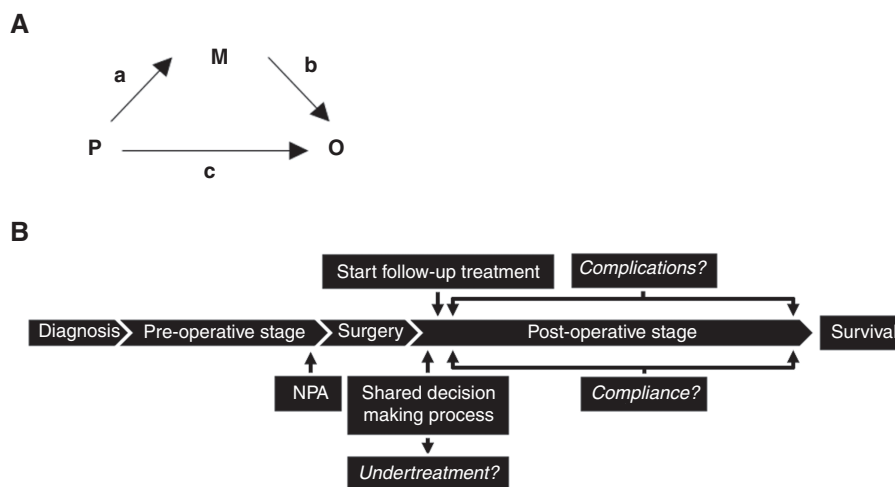 A
M
a
b
P
O
c
B
Start follow-up treatment
Complications?
Diagnosis
Pre-operative stage
Surgery
Post-operative stage
Survival
NPA
Shared decision
making process
Compliance?
Undertreatment?